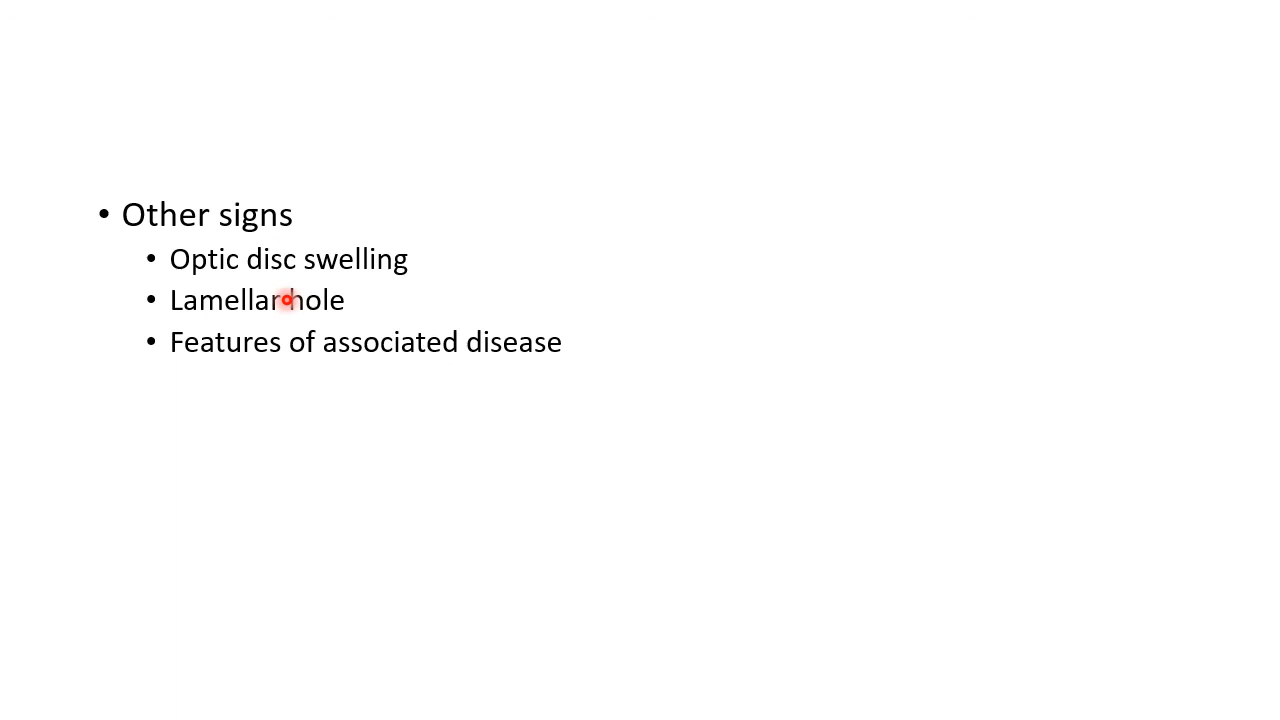 • Other signs
• Optic disc swelling
• Lamellar hole
• Features of associated disease